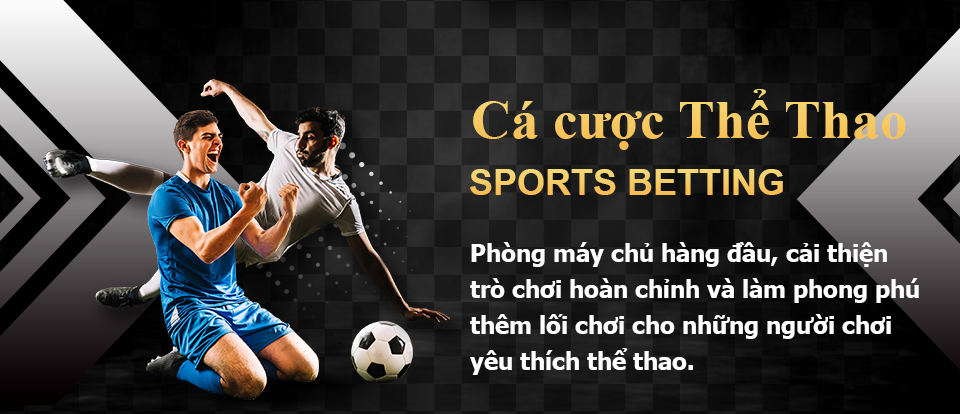 Cá cược Thể Thao
SPORTS BETTING
Phòng máy chủ hàng đầu, cải thiện
trò chơi hoàn chỉnh và làm phong phú
thêm lối chơi cho những người chơi
yêu thích thể thao.